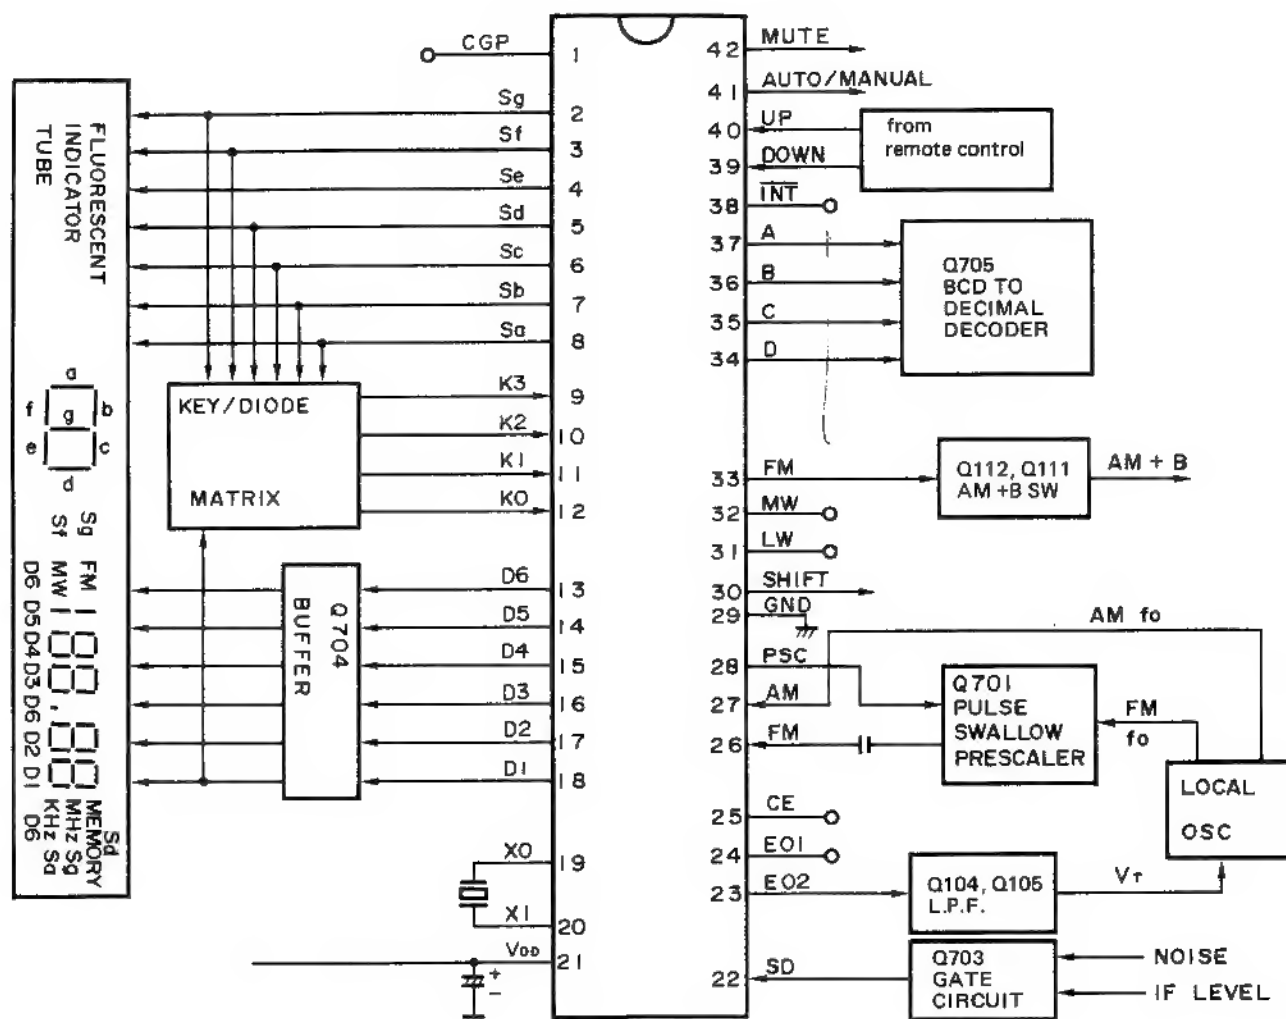 CGP
1
Sg
2
Sf
3
Se
4
Sd
5
Sc
6
Sb
7
Sa
8
K3
9
K2
10
K1
11
K0
12
D6
13
D5
14
D4
15
D3
16
D2
17
D1
18
X0
19
X1
20
VDD
21
+
-
FLUORESCENT
INDICATOR
TUBE
a
f g b
e c
d
Sg
Sf
FM
MW
D6 D5 D4 D3 D6 D2 D1 D6
Sd
MEMORY
MHz Sg
KHz Sa
KEY/DIODE
MATRIX
Q704
BUFFER
42 MUTE
41 AUTO/MANUAL
40 UP
39 DOWN
from
remote control
38 INT
37 A
36 B
35 C
34 D
Q705
BCD TO
DECIMAL
DECODER
33 FM
Q112, Q111
AM +B SW
AM + B
32 MW
31 LW
30 SHIFT
29 GND
AM fo
28 PSC
27 AM
26 FM
Q701
PULSE
SWALLOW
PRESCALER
FM
fo
LOCAL
OSC
25 CE
24 EO1
23 EO2
Q104, Q105
L.P.F.
VT
22 SD
Q703
GATE
CIRCUIT
NOISE
IF LEVEL